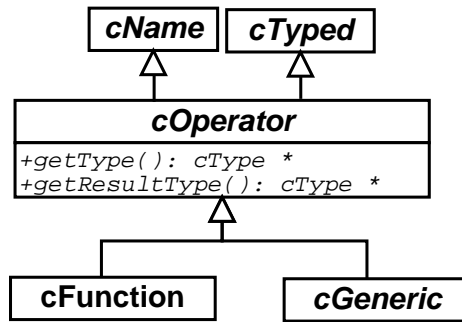 cName cTyped
cOperator
+getType(): cType *
+getResultType(): cType *
cFunction cGeneric